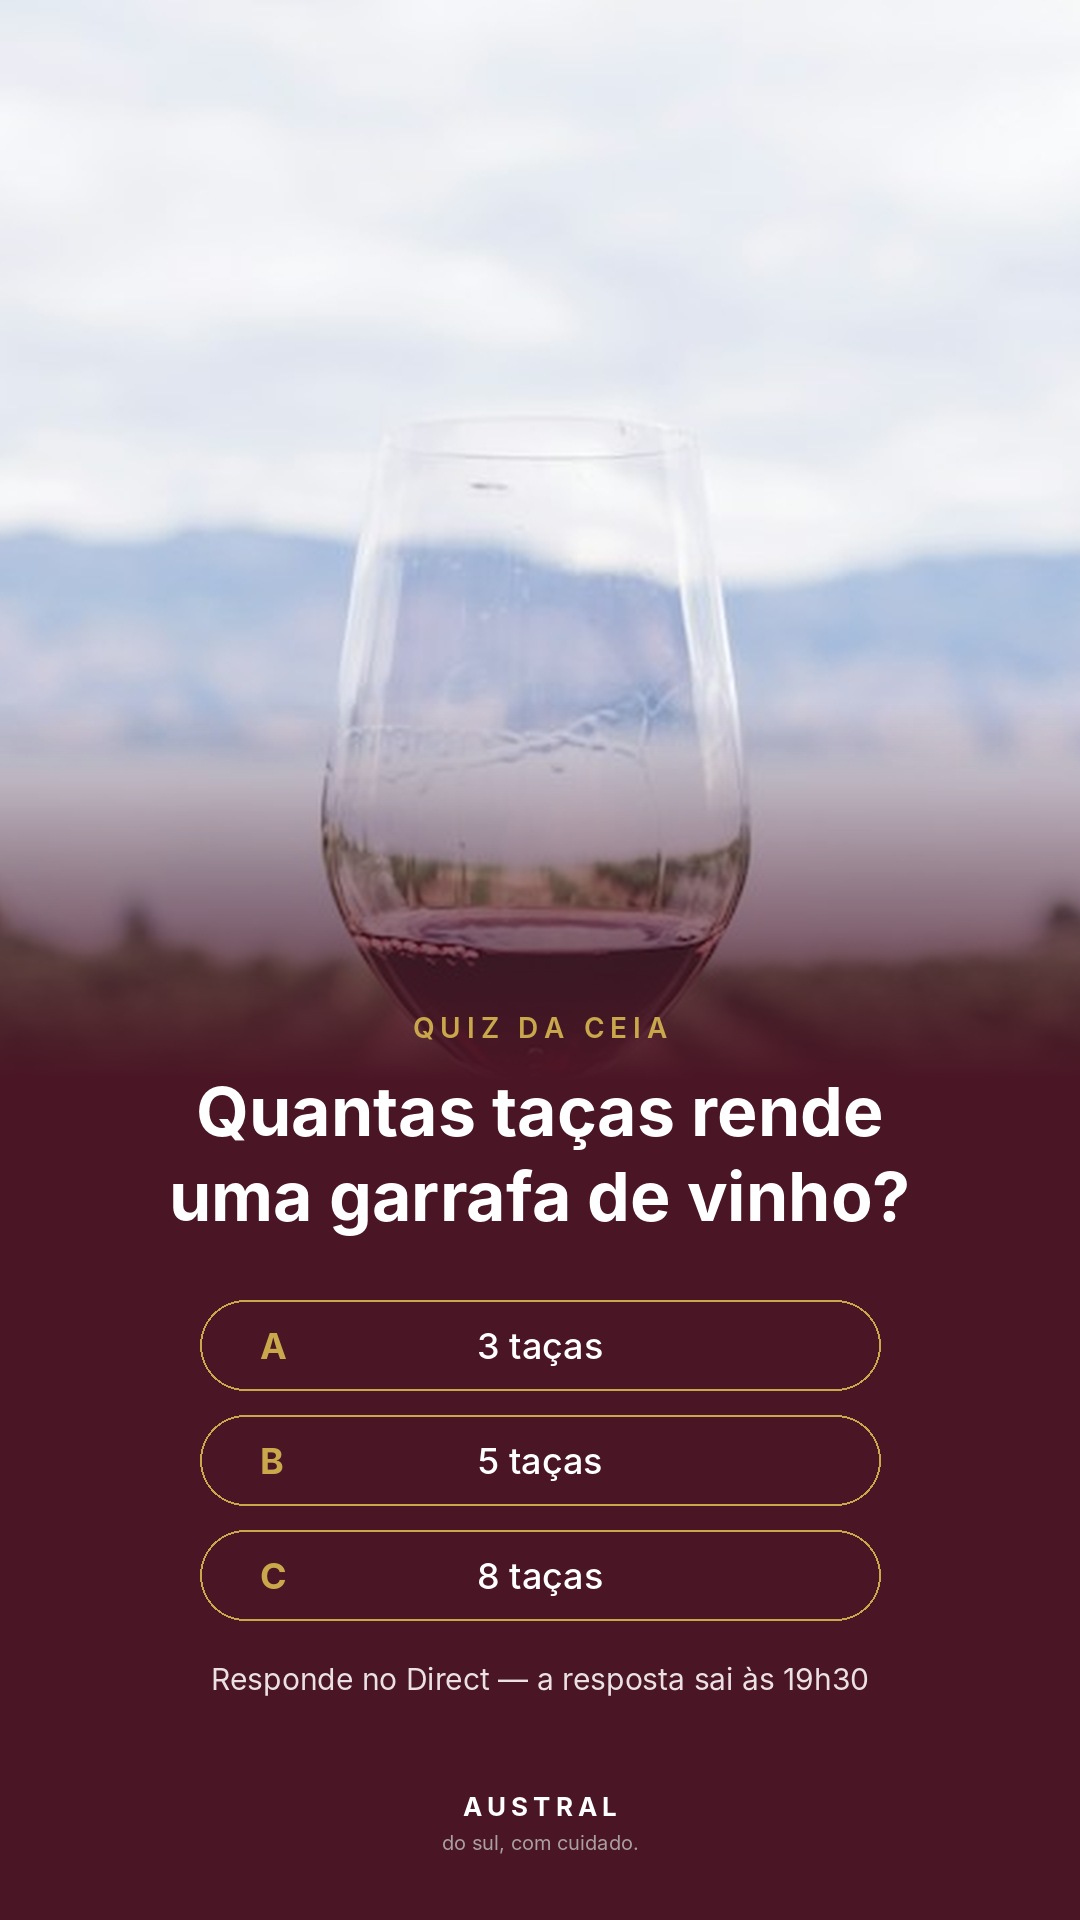 QUIZ DA CEIA
Quantas taças rende
uma garrafa de vinho?
A 3 taças
B 5 taças
C 8 taças
Responde no Direct — a resposta sai às 19h30
AUSTRAL
do sul, com cuidado.